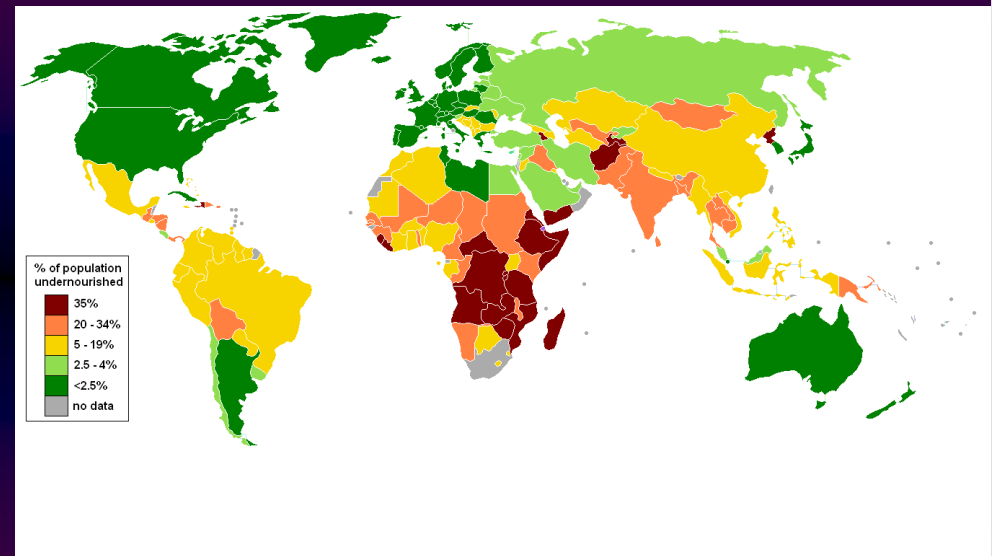 % of population
undernourished
35%
20 - 34%
5 - 19%
2.5 - 4%
<2.5%
no data